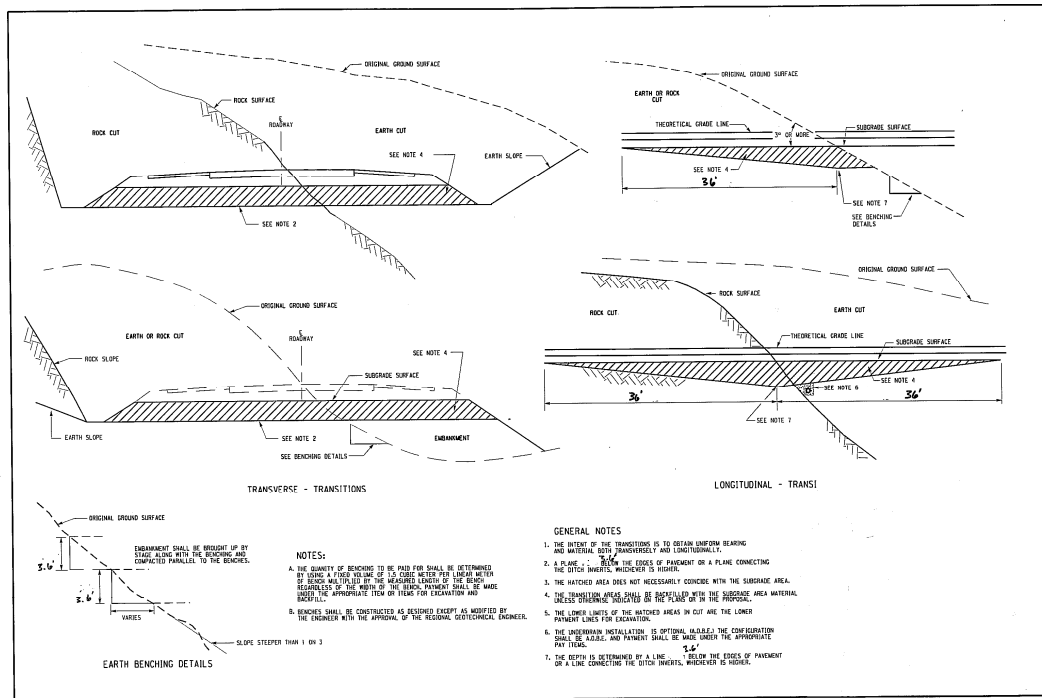 ORIGINAL GROUND SURFACE
ROCK SURFACE
ROCK CUT
ROADWAY
EARTH CUT
SEE NOTE 4
EARTH SLOPE
SEE NOTE 2
ORIGINAL GROUND SURFACE
EARTH OR ROCK
CUT
THEORETICAL GRADE LINE
3° OR MORE
SUBGRADE SURFACE
SEE NOTE 4
36'
SEE NOTE 7
SEE BENCHING
DETAILS
ORIGINAL GROUND SURFACE
EARTH OR ROCK CUT
ROADWAY
SEE NOTE 4
ROCK SLOPE
SUBGRADE SURFACE
EARTH SLOPE
SEE NOTE 2
EMBANKMENT
SEE BENCHING DETAILS
TRANSVERSE - TRANSITIONS
ORIGINAL GROUND SURFACE
ROCK SURFACE
ROCK CUT
EARTH CUT
THEORETICAL GRADE LINE
SUBGRADE SURFACE
SEE NOTE 4
SEE NOTE 6
36'
36'
SEE NOTE 7
LONGITUDINAL - TRANSI
ORIGINAL GROUND SURFACE
EMBANKMENT SHALL BE BROUGHT UP BY
STAGE ALONG WITH THE BENCHING AND
COMPACTED PARALLEL TO THE BENCHES.
3.6'
3.6'
VARIES
SLOPE STEEPER THAN 1 ON 3
EARTH BENCHING DETAILS
NOTES:
A. THE QUANTITY OF BENCHING TO BE PAID FOR SHALL BE DETERMINED
BY USING A FIXED VOLUME OF 1.5 CUBIC METER PER LINEAR METER
OF BENCH MULTIPLIED BY THE MEASURED LENGTH OF THE BENCH
REGARDLESS OF THE WIDTH OF THE BENCH, PAYMENT SHALL BE MADE
UNDER THE APPROPRIATE ITEM OR ITEMS FOR EXCAVATION AND
BACKFILL.
B. BENCHES SHALL BE CONSTRUCTED AS DESIGNED EXCEPT AS MODIFIED BY
THE ENGINEER WITH THE APPROVAL OF THE REGIONAL GEOTECHNICAL ENGINEER.
GENERAL NOTES
1. THE INTENT OF THE TRANSITIONS IS TO OBTAIN UNIFORM BEARING
AND MATERIAL BOTH TRANSVERSELY AND LONGITUDINALLY.
2. A PLANE 3.6' BELOW THE EDGES OF PAVEMENT OR A PLANE CONNECTING
THE DITCH INVERTS, WHICHEVER IS HIGHER.
3. THE HATCHED AREA DOES NOT NECESSARILY COINCIDE WITH THE SUBGRADE AREA.
4. THE TRANSITION AREAS SHALL BE BACKFILLED WITH THE SUBGRADE AREA MATERIAL
UNLESS OTHERWISE INDICATED ON THE PLANS OR IN THE PROPOSAL.
5. THE LOWER LIMITS OF THE HATCHED AREAS IN CUT ARE THE LOWER
PAYMENT LINES FOR EXCAVATION.
6. THE UNDERDRAIN INSTALLATION IS OPTIONAL (A.O.B.E.) THE CONFIGURATION
SHALL BE A.O.B.E. AND PAYMENT SHALL BE MADE UNDER THE APPROPRIATE
PAY ITEMS.
7. THE DEPTH IS DETERMINED BY A LINE 3.6' BELOW THE EDGES OF PAVEMENT
OR A LINE CONNECTING THE DITCH INVERTS, WHICHEVER IS HIGHER.